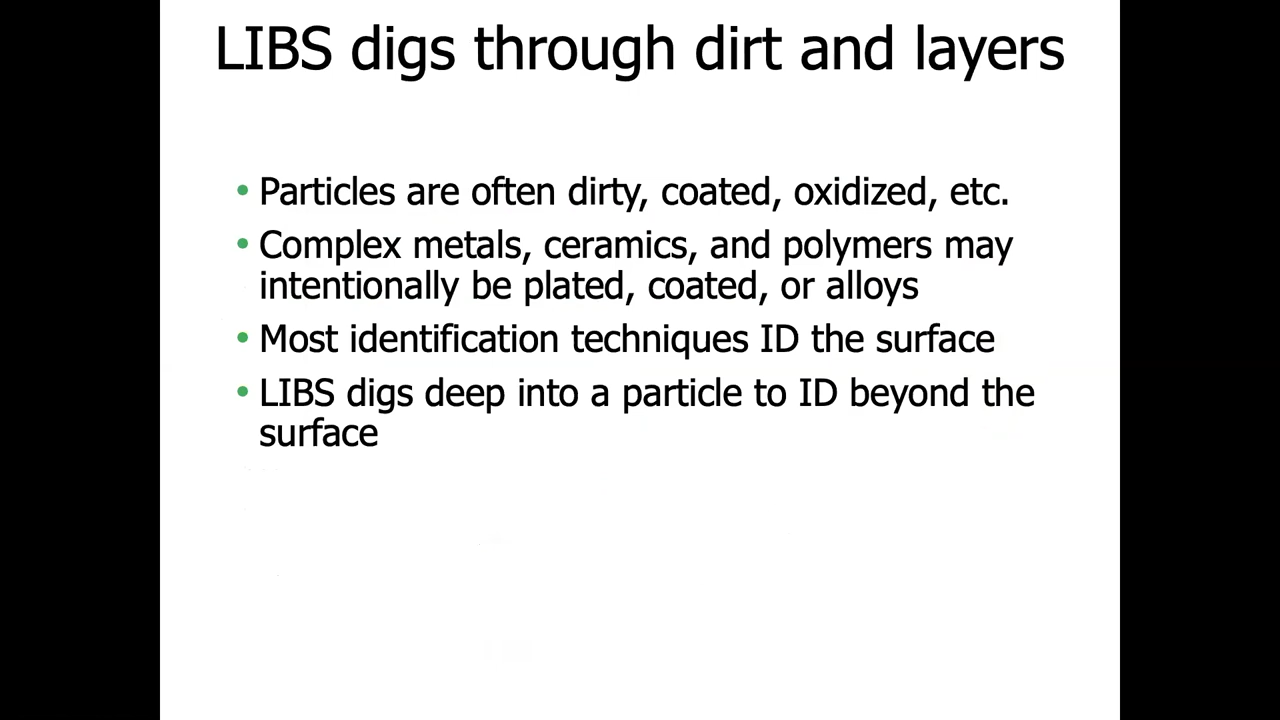 LIBS digs through dirt and layers
• Particles are often dirty, coated, oxidized, etc.
• Complex metals, ceramics, and polymers may
intentionally be plated, coated, or alloys
• Most identification techniques ID the surface
• LIBS digs deep into a particle to ID beyond the
surface